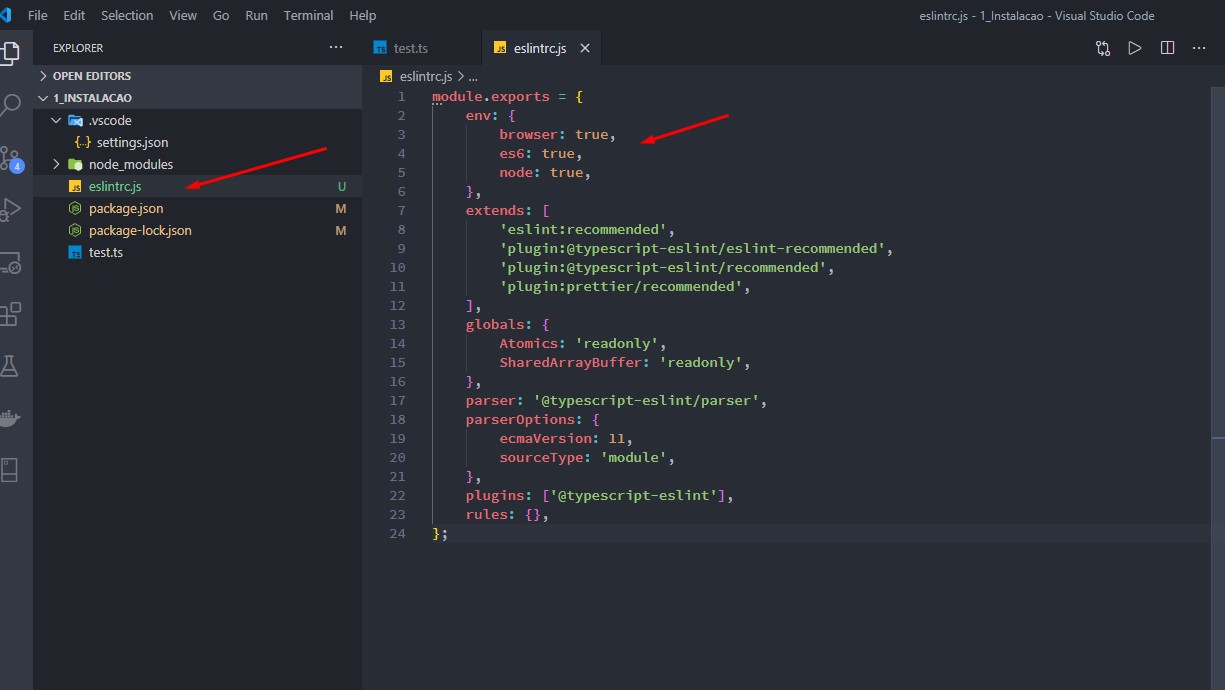 File Edit Selection View Go Run Terminal Help
eslintrc.js - 1_Instalacao - Visual Studio Code
EXPLORER
OPEN EDITORS
1_INSTALACAO
.vscode
{..} settings.json
node_modules
JS eslintrc.js U
package.json M
package-lock.json M
TS test.ts
4
TS test.ts
JS eslintrc.js
JS eslintrc.js > ...
1 module.exports = {
2 env: {
3 browser: true,
4 es6: true,
5 node: true,
6 },
7 extends: [
8 'eslint:recommended',
9 'plugin:@typescript-eslint/eslint-recommended',
10 'plugin:@typescript-eslint/recommended',
11 'plugin:prettier/recommended',
12 ],
13 globals: {
14 Atomics: 'readonly',
15 SharedArrayBuffer: 'readonly',
16 },
17 parser: '@typescript-eslint/parser',
18 parserOptions: {
19 ecmaVersion: 11,
20 sourceType: 'module',
21 },
22 plugins: ['@typescript-eslint'],
23 rules: {},
24 };